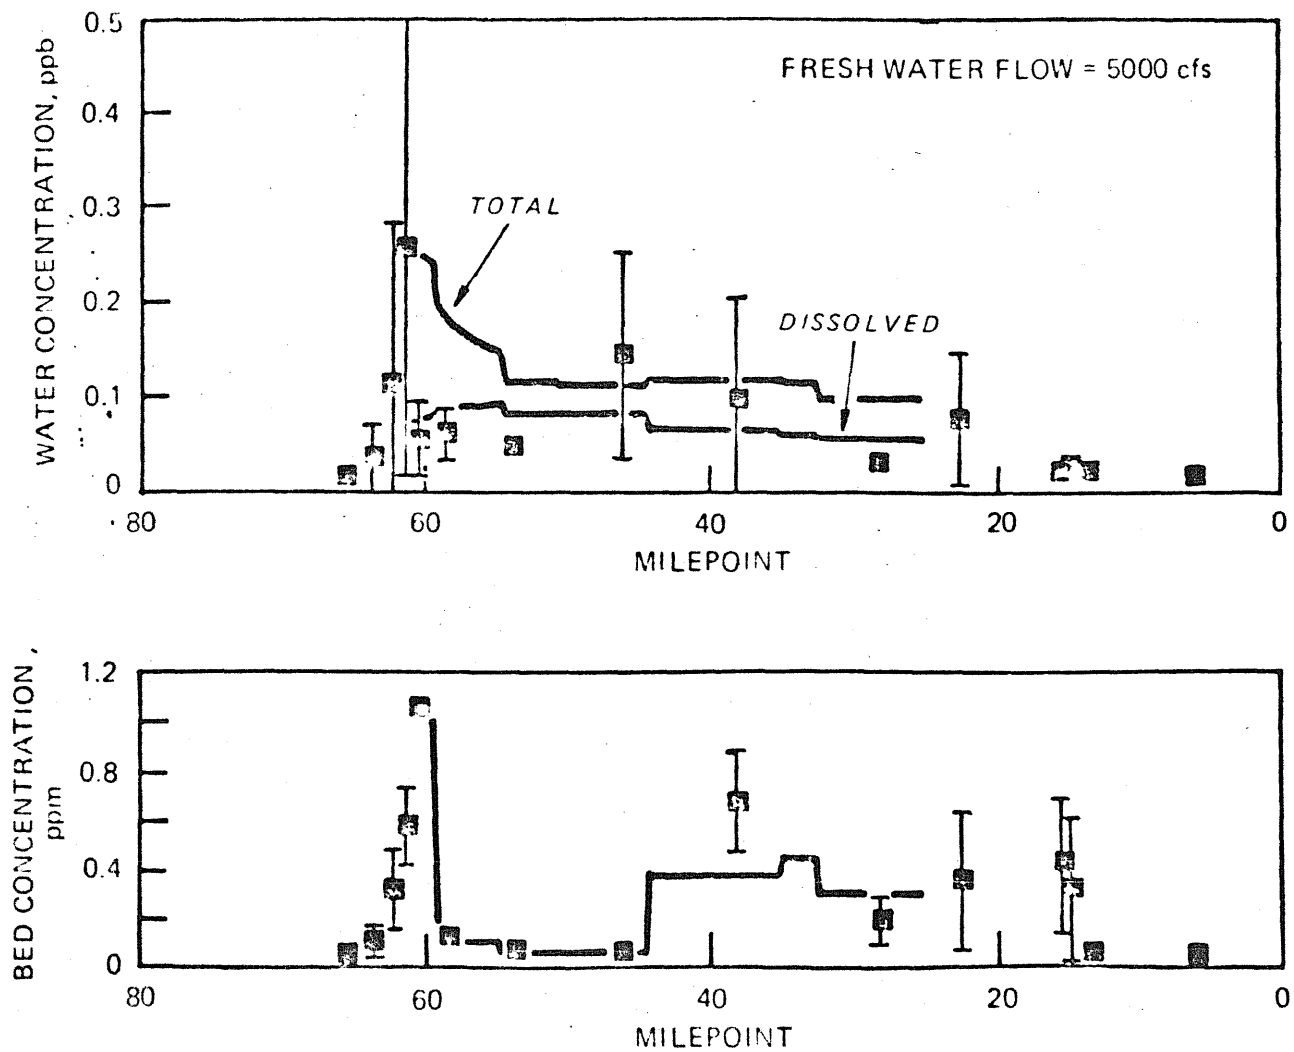 0.5
FRESH WATER FLOW = 5000 cfs
0.4
0.3
TOTAL
0.2
DISSOLVED
0.1
0
WATER CONCENTRATION, ppb
80
60
40
20
0
MILEPOINT
1.2
0.8
0.4
0
BED CONCENTRATION,
ppm
80
60
40
20
0
MILEPOINT